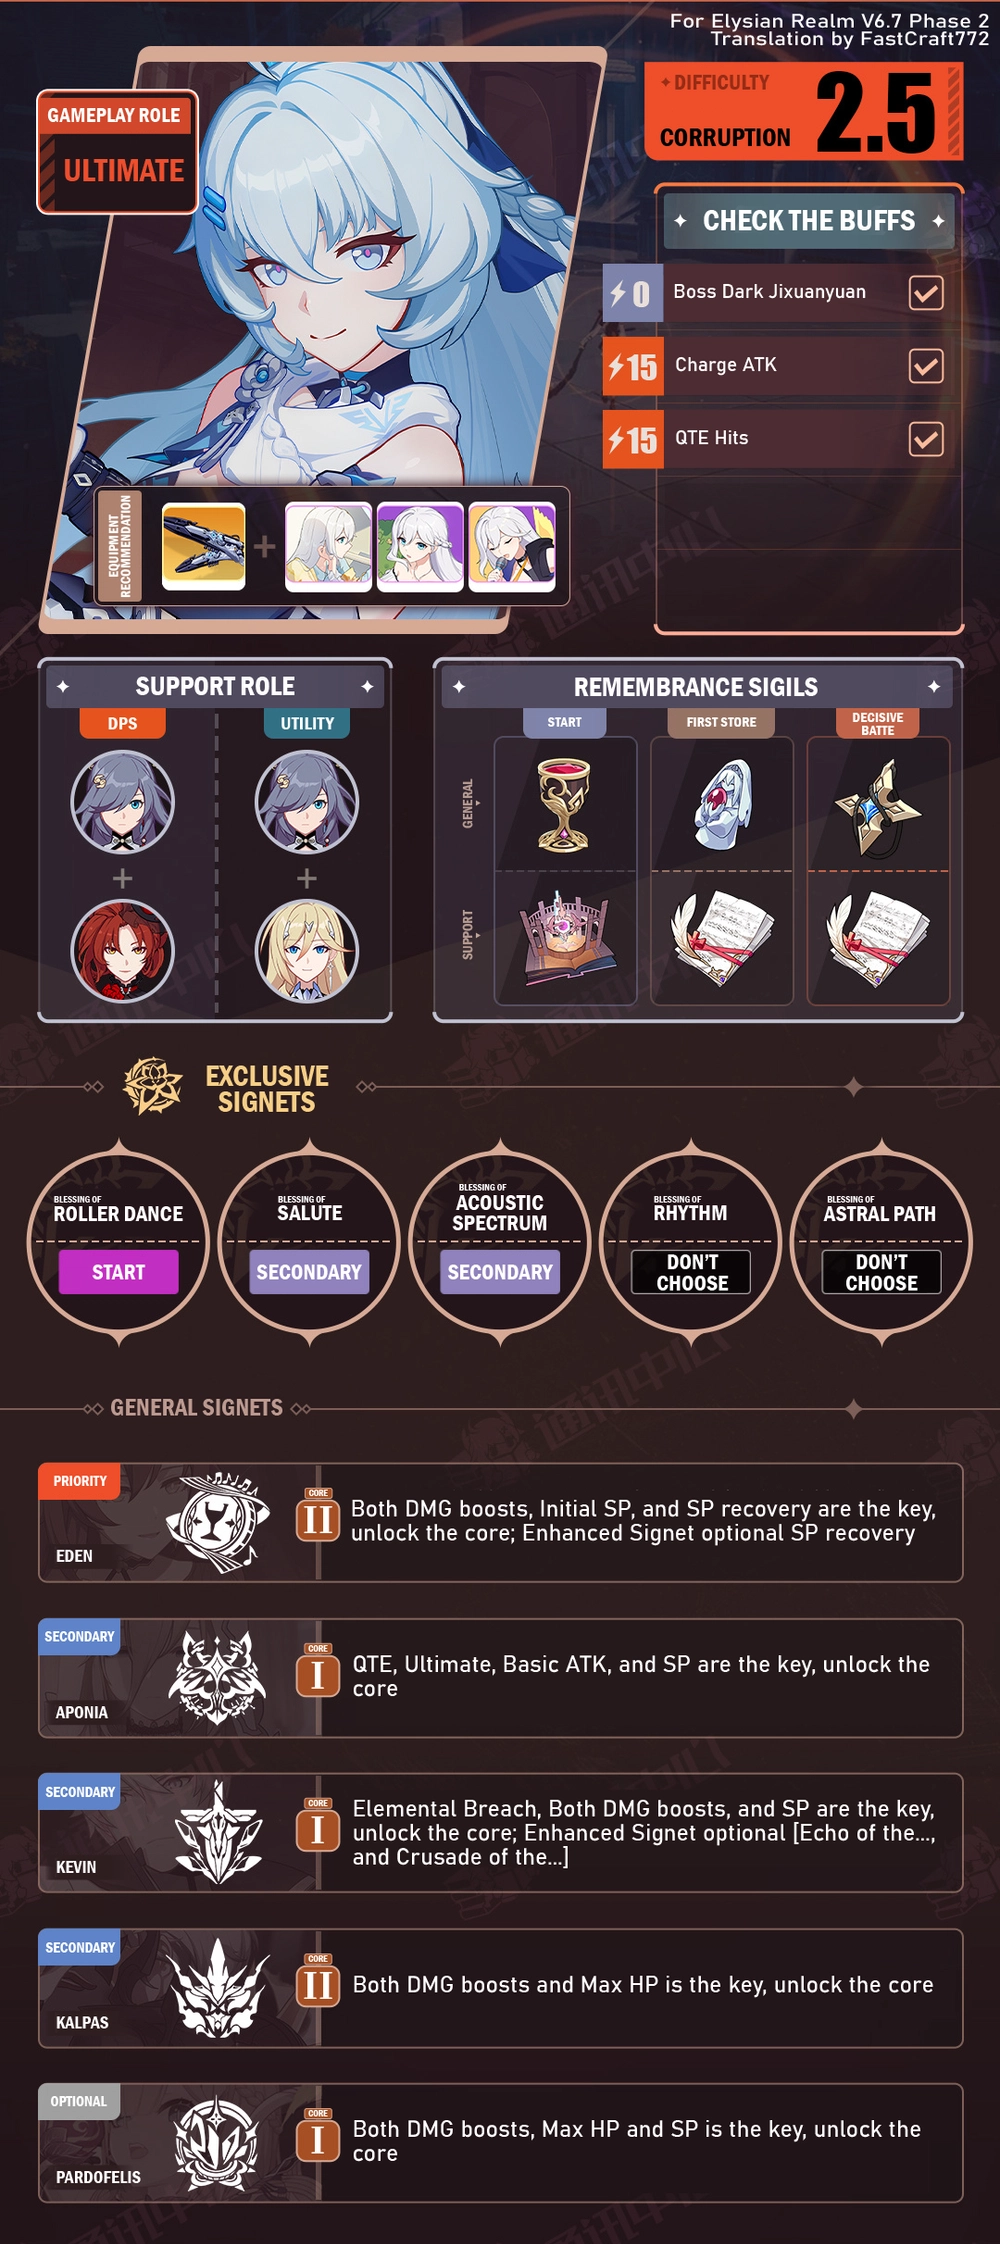 For Elysian Realm V6.7 Phase 2
Translation by FastCraft772
GAMEPLAY ROLE
ULTIMATE
DIFFICULTY
CORRUPTION
2.5
CHECK THE BUFFS
0
Boss Dark Jixuanyuan
15
Charge ATK
15
QTE Hits
EQUIPMENT
RECOMMENDATION
SUPPORT ROLE
DPS
UTILITY
REMEMBRANCE SIGILS
START
FIRST STORE
DECISIVE
BATTE
GENERAL
SUPPORT
EXCLUSIVE
SIGNETS
BLESSING OF
ROLLER DANCE
START
BLESSING OF
SALUTE
SECONDARY
BLESSING OF
ACOUSTIC
SPECTRUM
SECONDARY
BLESSING OF
RHYTHM
DON'T
CHOOSE
BLESSING OF
ASTRAL PATH
DON'T
CHOOSE
GENERAL SIGNETS
PRIORITY
EDEN
CORE
II
Both DMG boosts, Initial SP, and SP recovery are the key,
unlock the core; Enhanced Signet optional SP recovery
SECONDARY
APONIA
CORE
I
QTE, Ultimate, Basic ATK, and SP are the key, unlock the
core
SECONDARY
KEVIN
CORE
I
Elemental Breach, Both DMG boosts, and SP are the key,
unlock the core; Enhanced Signet optional [Echo of the...,
and Crusade of the...]
SECONDARY
KALPAS
CORE
II
Both DMG boosts and Max HP is the key, unlock the core
OPTIONAL
PARDOFELIS
CORE
I
Both DMG boosts, Max HP and SP is the key, unlock the
core